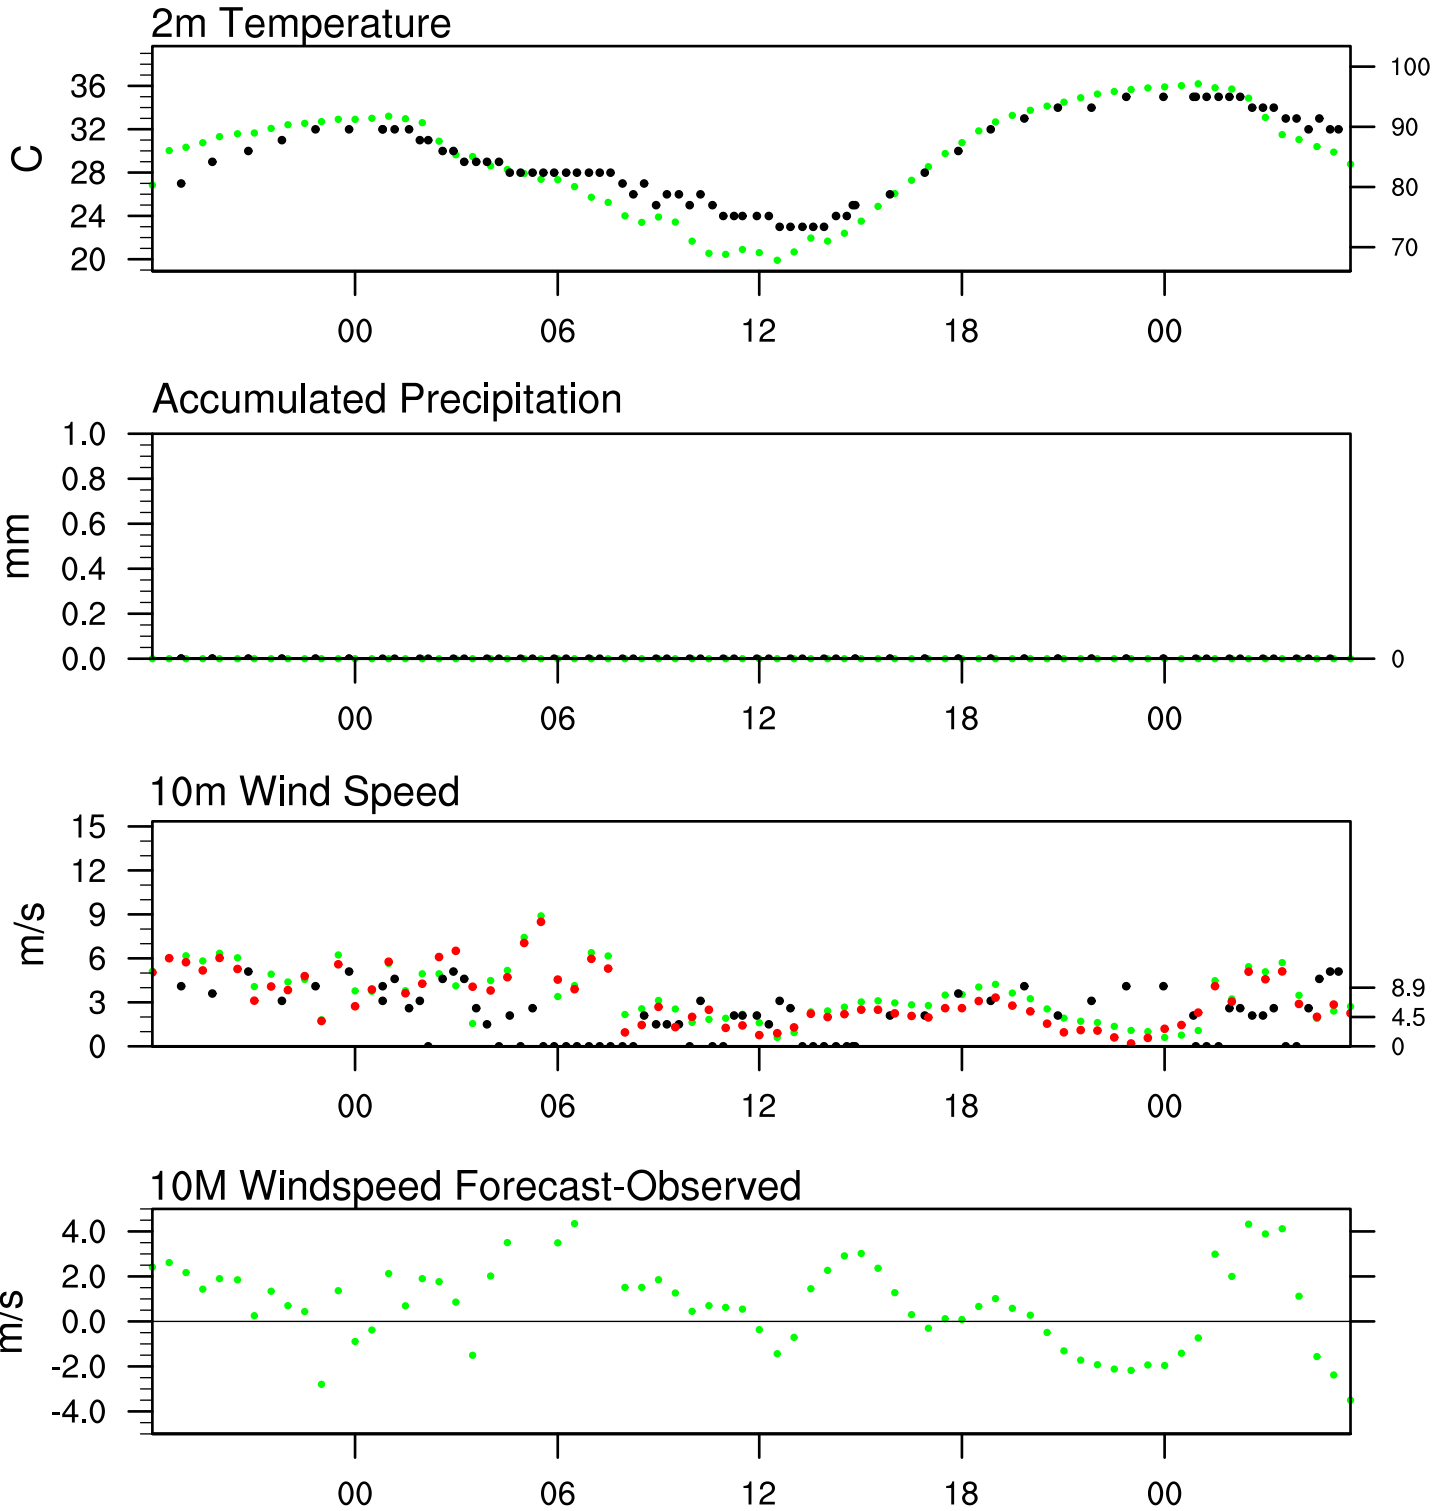 2m Temperature
C
36
32
28
24
20
100
90
80
70
00 06 12 18 00
Accumulated Precipitation
mm
1.0
0.8
0.6
0.4
0.2
0.0
0
00 06 12 18 00
10m Wind Speed
m/s
15
12
9
6
3
0
8.9
4.5
0
00 06 12 18 00
10M Windspeed Forecast-Observed
m/s
4.0
2.0
0.0
-2.0
-4.0
00 06 12 18 00